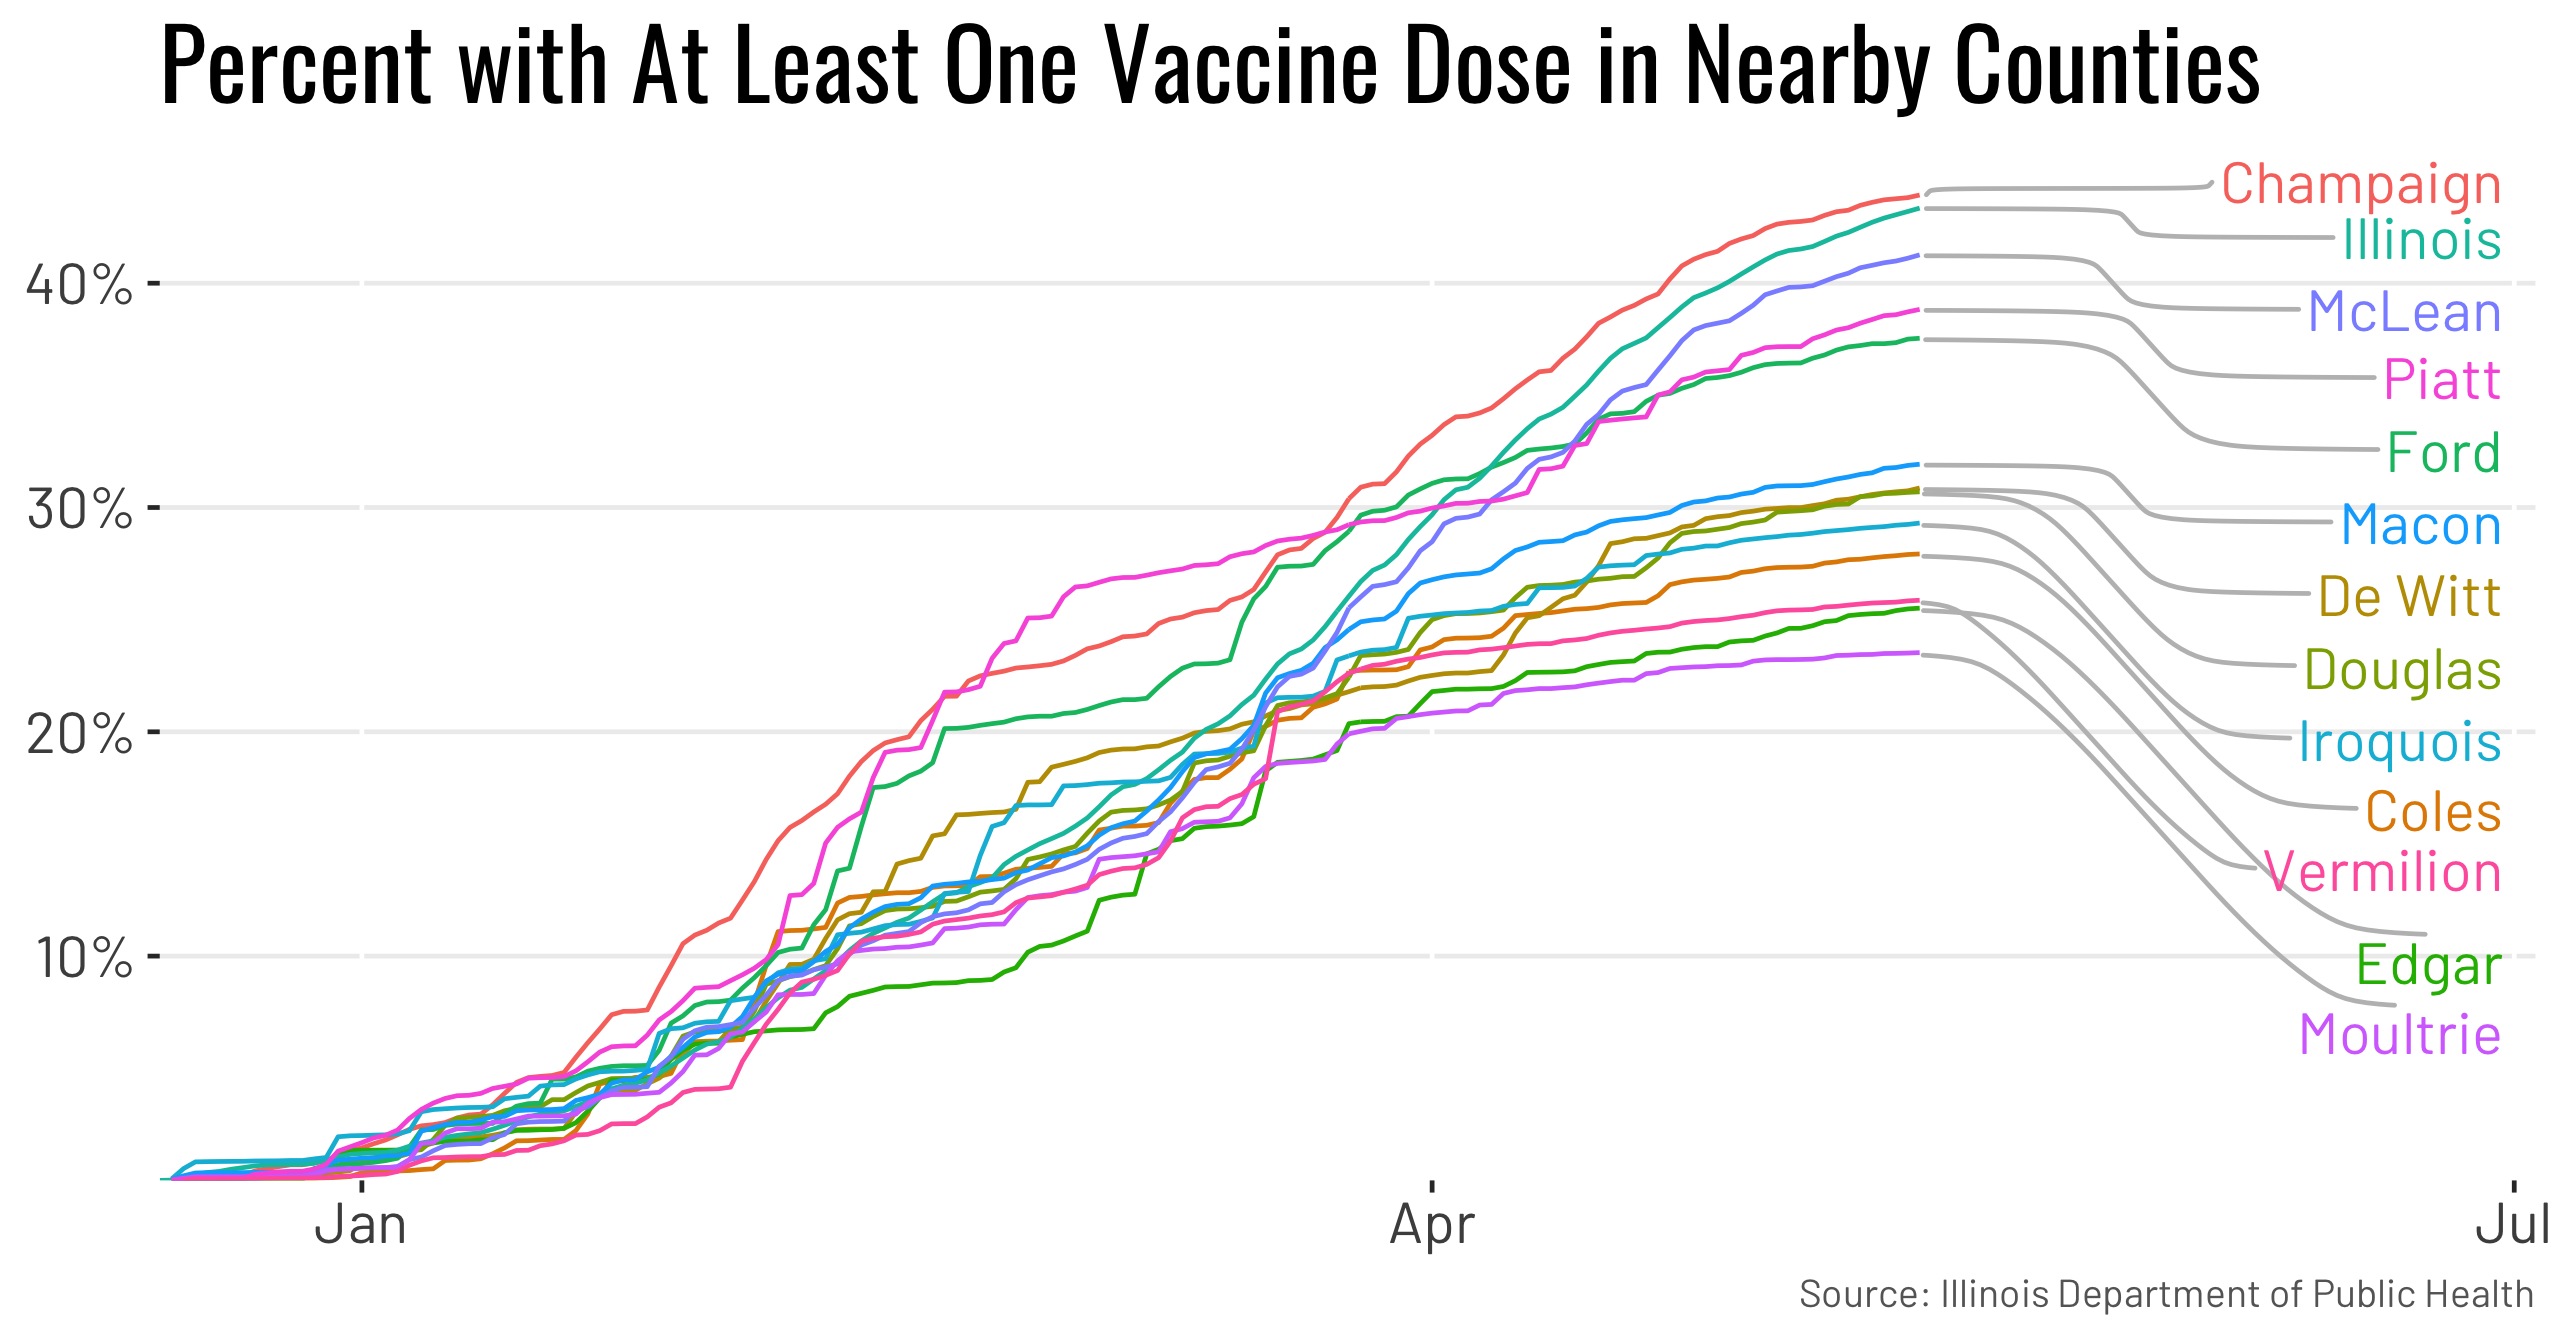 Percent with At Least One Vaccine Dose in Nearby Counties
Champaign
Illinois
40%
McLean
Piatt
Ford
30%
Macon
De Witt
Douglas
20%
Iroquois
Coles
Vermilion
10%
Edgar
Moultrie
Jan
Apr
Jul
Source: Illinois Department of Public Health